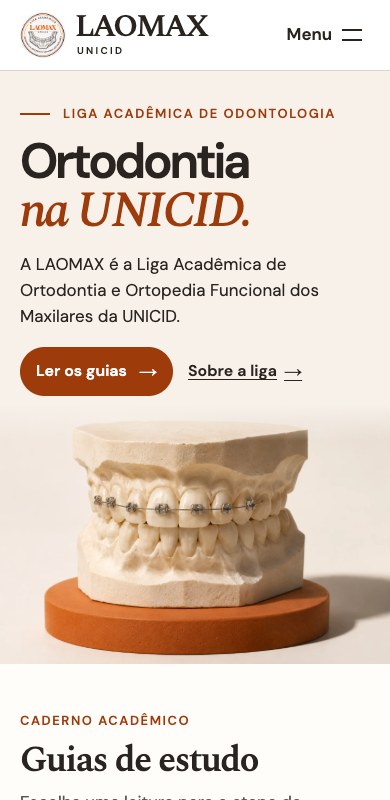 LAOMAX
LAOMAX
UNICID
Menu
LIGA ACADÊMICA DE ODONTOLOGIA
Ortodontia
na UNICID.
A LAOMAX é a Liga Acadêmica de
Ortodontia e Ortopedia Funcional dos
Maxilares da UNICID.
Ler os guias →
Sobre a liga →
CADERNO ACADÊMICO
Guias de estudo